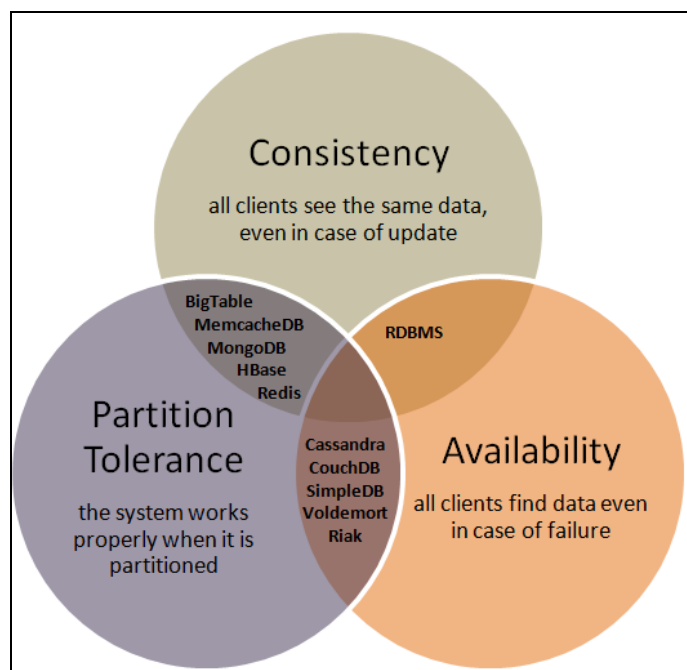 Consistency
all clients see the same data,
even in case of update
BigTable
MemcacheDB
MongoDB
HBase
Redis
RDBMS
Partition
Tolerance
the system works
properly when it is
partitioned
Cassandra
CouchDB
SimpleDB
Voldemort
Riak
Availability
all clients find data even
in case of failure